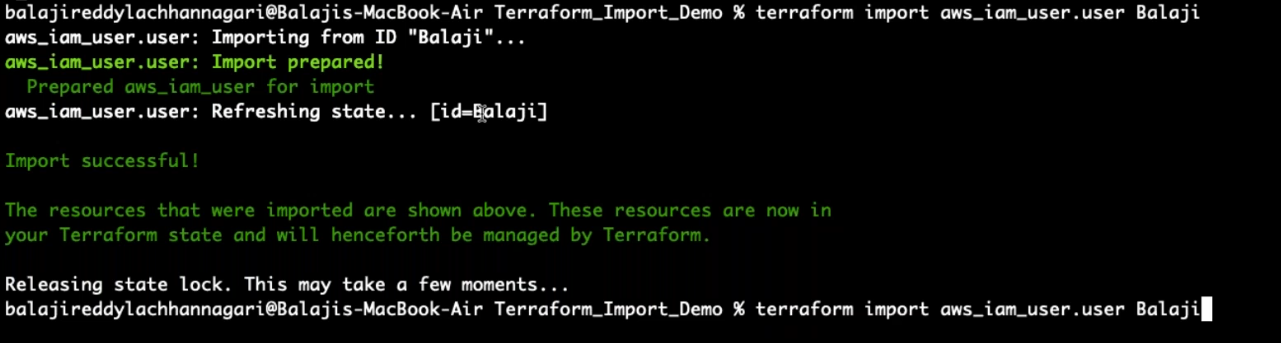 balajireddylachhannagari@Balajis-MacBook-Air Terraform_Import_Demo % terraform import aws_iam_user.user Balaji
aws_iam_user.user: Importing from ID "Balaji"...
aws_iam_user.user: Import prepared!
  Prepared aws_iam_user for import
aws_iam_user.user: Refreshing state... [id=Balaji]

Import successful!

The resources that were imported are shown above. These resources are now in
your Terraform state and will henceforth be managed by Terraform.

Releasing state lock. This may take a few moments...
balajireddylachhannagari@Balajis-MacBook-Air Terraform_Import_Demo % terraform import aws_iam_user.user Balaji